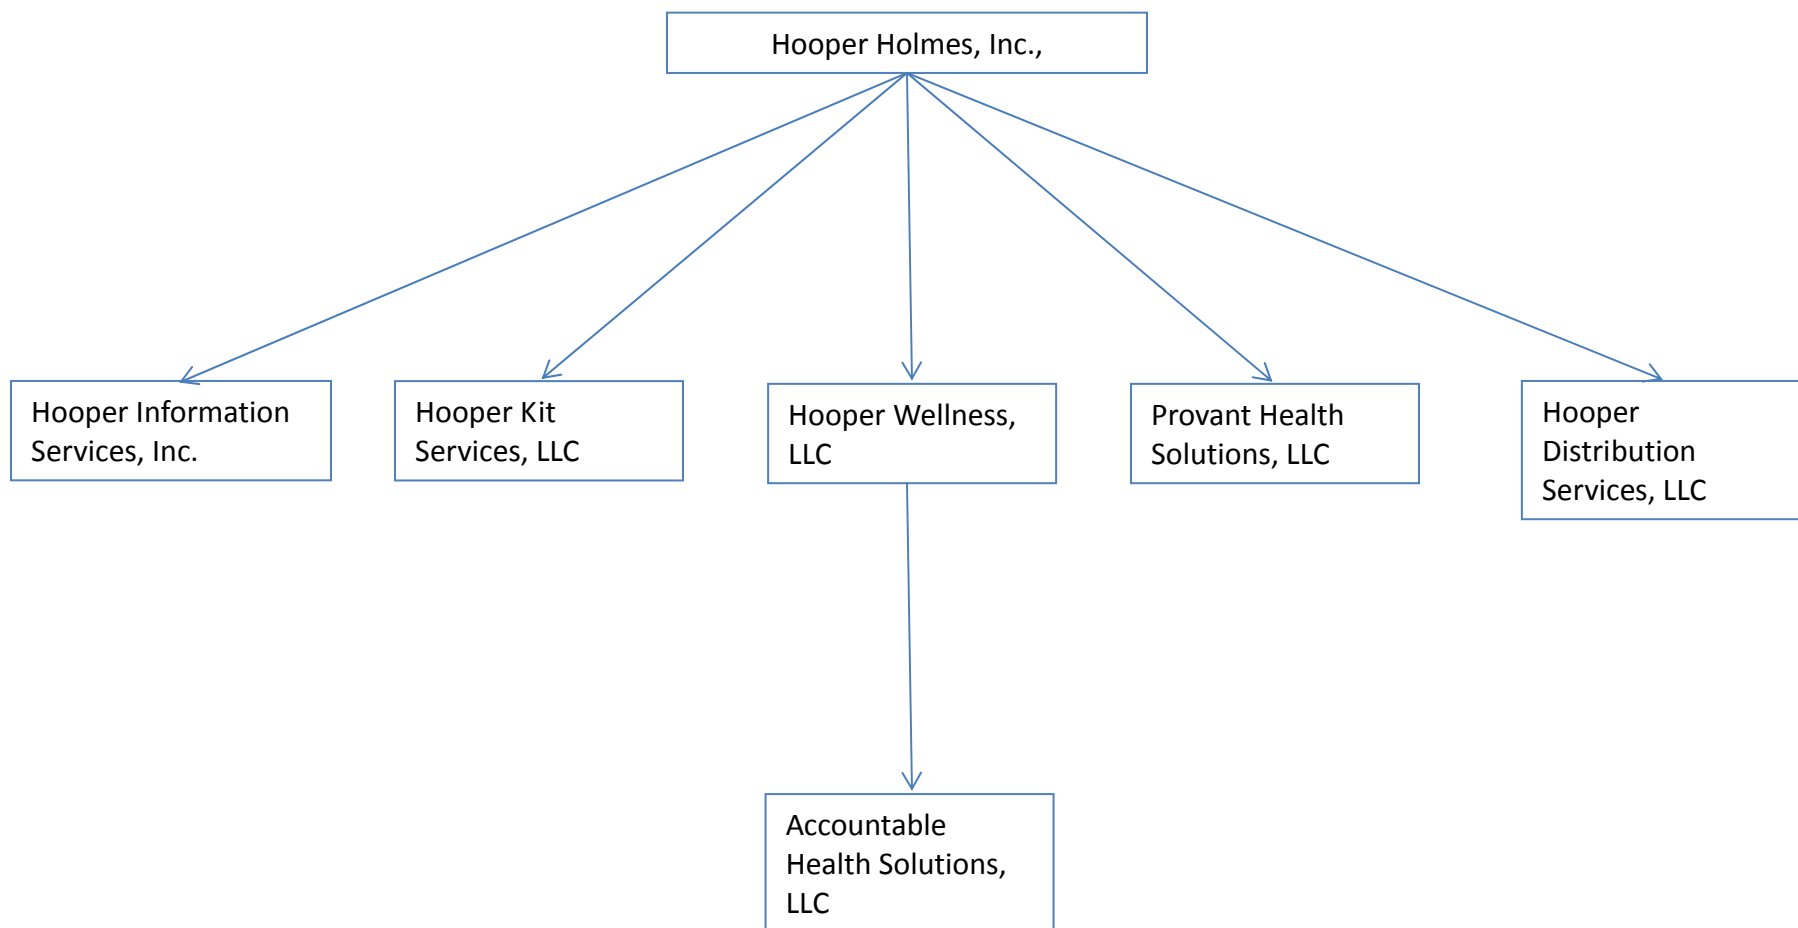 Hooper Holmes, Inc.,
Hooper Information
Services, Inc.
Hooper Kit
Services, LLC
Hooper Wellness,
LLC
Provant Health
Solutions, LLC
Hooper
Distribution
Services, LLC
Accountable
Health Solutions,
LLC